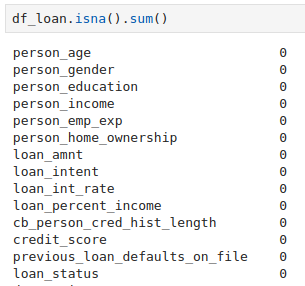 df_loan.isna().sum()
person_age 0
person_gender 0
person_education 0
person_income 0
person_emp_exp 0
person_home_ownership 0
loan_amnt 0
loan_intent 0
loan_int_rate 0
loan_percent_income 0
cb_person_cred_hist_length 0
credit_score 0
previous_loan_defaults_on_file 0
loan_status 0